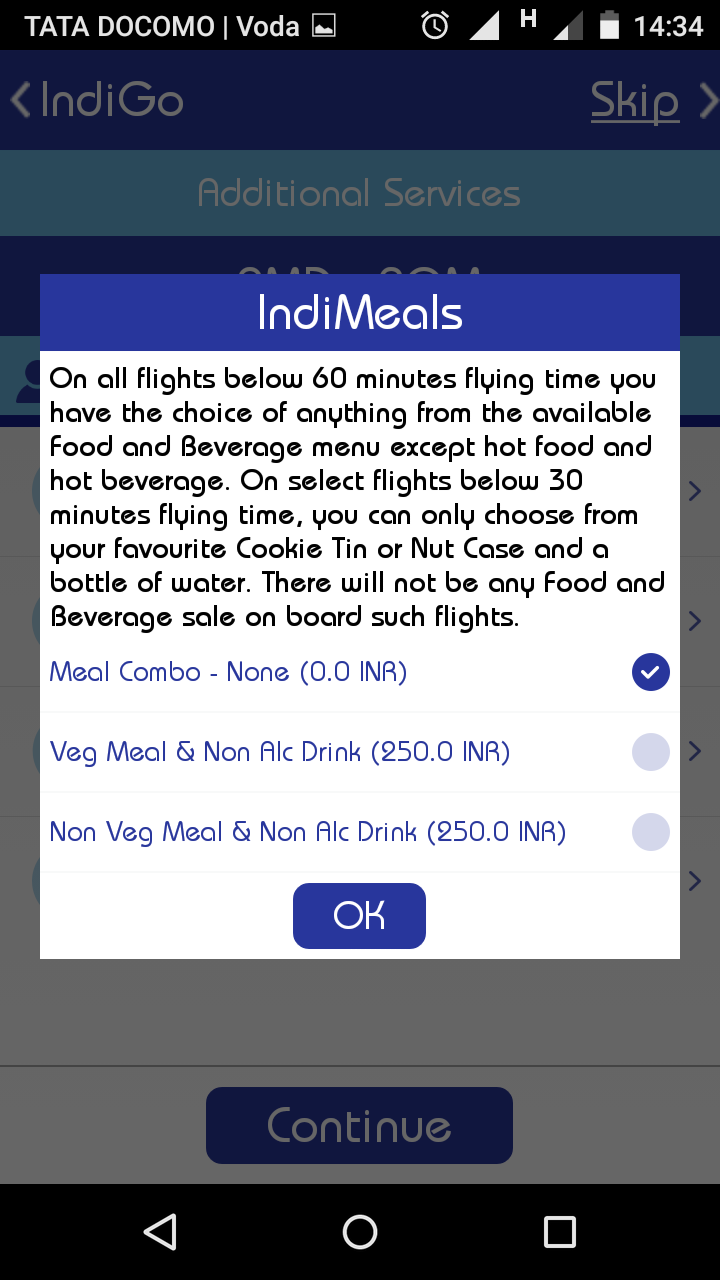 TATA DOCOMO | Voda
H
14:34
IndiGo
Skip
Additional Services
IndiMeals
On all flights below 60 minutes flying time you
have the choice of anything from the available
Food and Beverage menu except hot food and
hot beverage. On select flights below 30
minutes flying time, you can only choose from
your favourite Cookie Tin or Nut Case and a
bottle of water. There will not be any Food and
Beverage sale on board such flights.
Meal Combo - None (0.0 INR)
Veg Meal & Non Alc Drink (250.0 INR)
Non Veg Meal & Non Alc Drink (250.0 INR)
OK
Continue